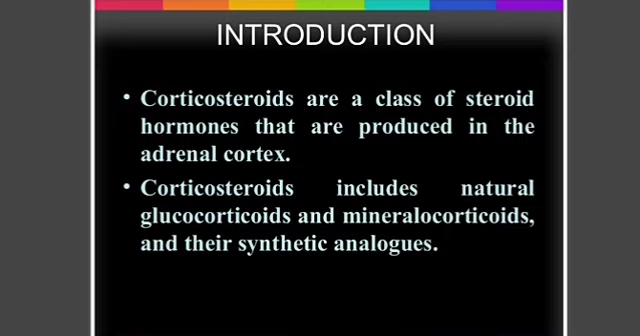 INTRODUCTION
• Corticosteroids are a class of steroid
hormones that are produced in the
adrenal cortex.
• Corticosteroids includes natural
glucocorticoids and mineralocorticoids,
and their synthetic analogues.